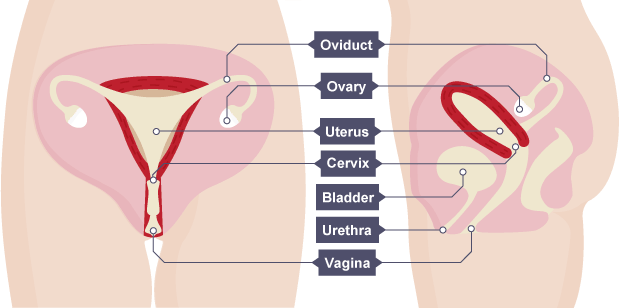 Oviduct
Ovary
Uterus
Cervix
Bladder
Urethra
Vagina